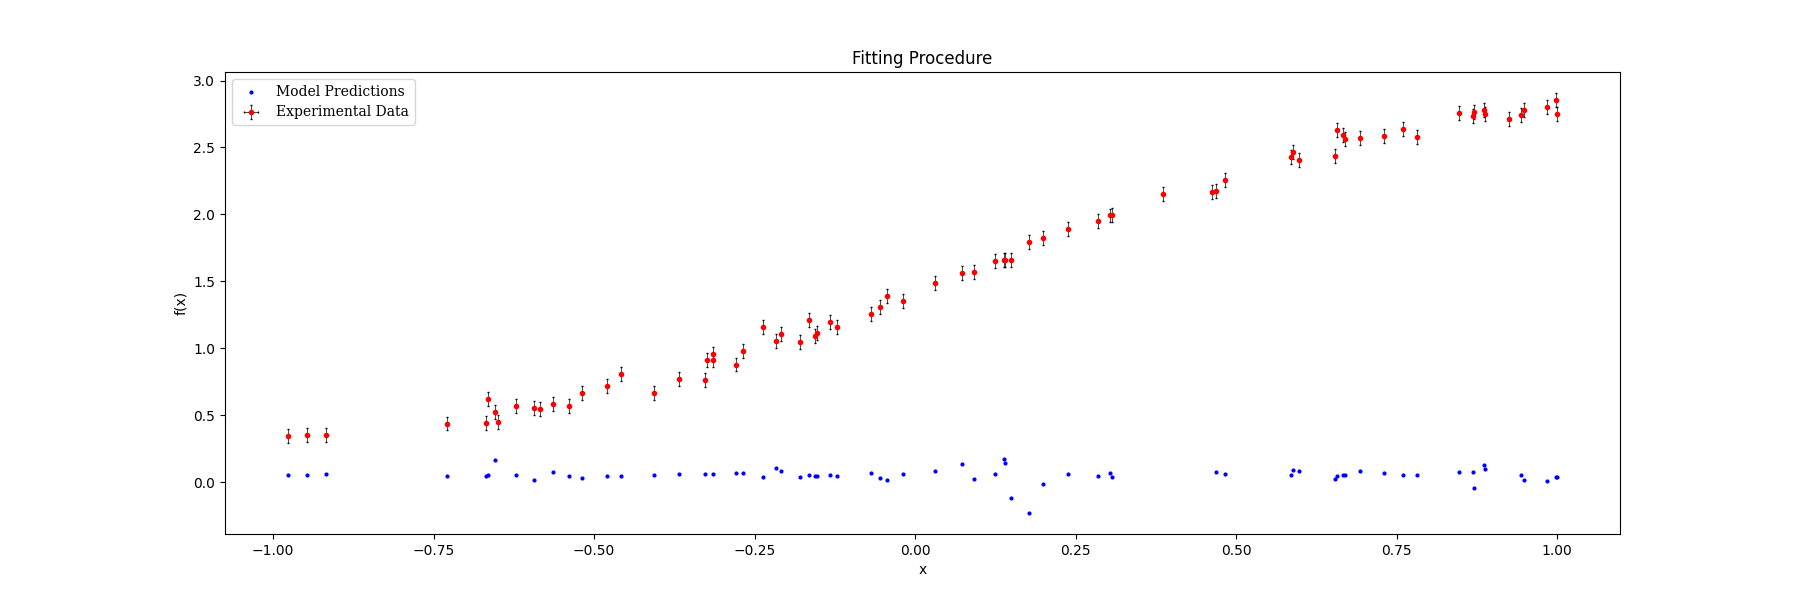 Fitting Procedure
Model Predictions
Experimental Data
3.0
2.5
2.0
1.5
1.0
0.5
0.0
f(x)
−1.00 −0.75 −0.50 −0.25 0.00 0.25 0.50 0.75 1.00
x